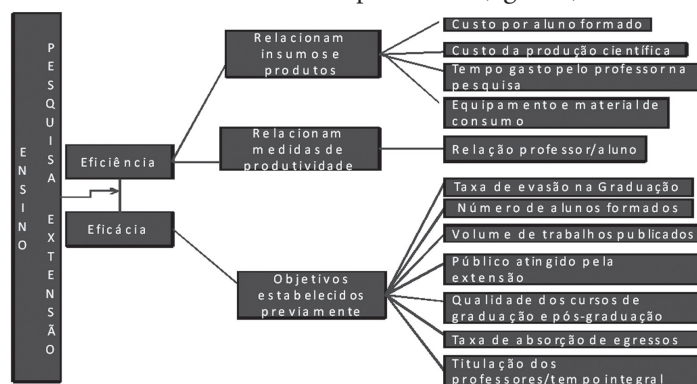 ENSINO
PESQUISA EXTENSÃO
Eficiência
Eficácia
Relacionam
insumos e
produtos
Relacionam
medidas de
produtividade
Objetivos
estabelecidos
previamente
Custo por aluno formado
Custo da produção científica
Tempo gasto pelo professor na
pesquisa
Equipamento e material de
consumo
Relação professor/aluno
Taxa de evasão na Graduação
Número de alunos formados
Volume de trabalhos publicados
Público atingido pela
extensão
Qualidade dos cursos de
graduação e pós-graduação
Taxa de absorção de egressos
Titulação dos
professores/tempo integral